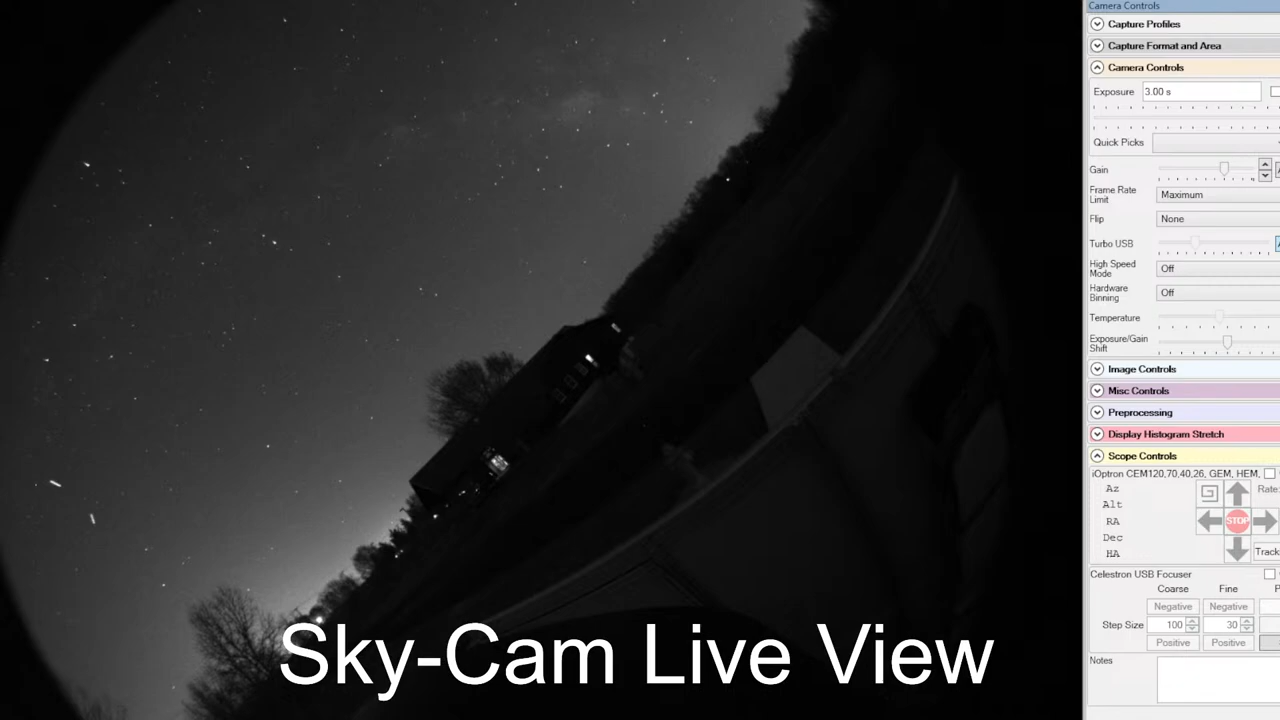 Camera Controls
Capture Profiles
Capture Format and Area
Camera Controls
Exposure 3.00 s
Quick Picks
Gain
Frame Rate Limit Maximum
Flip None
Turbo USB
High Speed Mode Off
Hardware Binning Off
Temperature
Exposure/Gain Shift
Image Controls
Misc Controls
Preprocessing
Display Histogram Stretch
Scope Controls
iOptron CEM120,70,40,26, GEM, HEM,
Az
Rate:
Alt
RA
STOP
Dec
HA
Track
Celestron USB Focuser
Coarse Fine
Negative Negative
Step Size 100 30
Positive Positive
Notes
Sky-Cam Live View